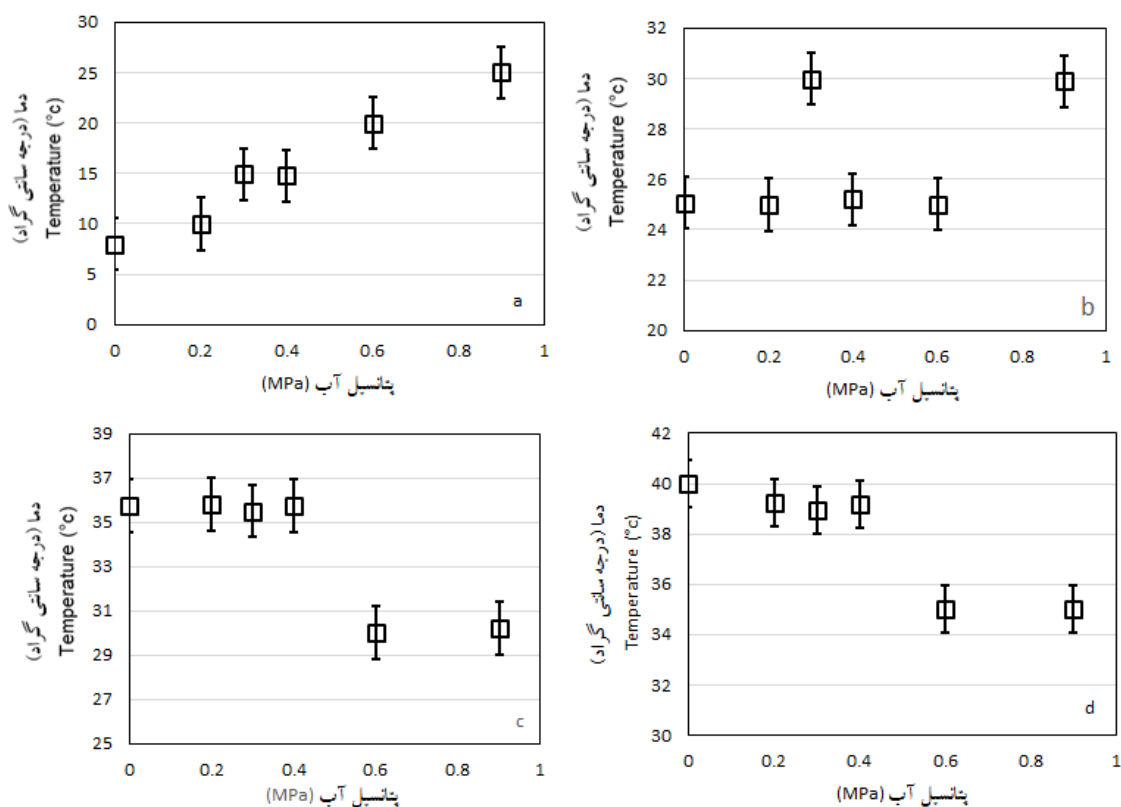 دما (درجه سانتی گراد)
Temperature (°c)
30
25
20
15
10
5
0
a
0 0.2 0.4 0.6 0.8 1
پتانسیل آب (MPa)
دما (درجه سانتی گراد)
Temperature (°c)
32
30
28
26
24
22
20
b
0 0.2 0.4 0.6 0.8 1
پتانسیل آب (MPa)
دما (درجه سانتی گراد)
Temperature (°c)
39
37
35
33
31
29
27
25
c
0 0.2 0.4 0.6 0.8 1
پتانسیل آب (MPa)
دما (درجه سانتی گراد)
Temperature (°c)
42
40
38
36
34
32
30
d
0 0.2 0.4 0.6 0.8 1
پتانسیل آب (MPa)